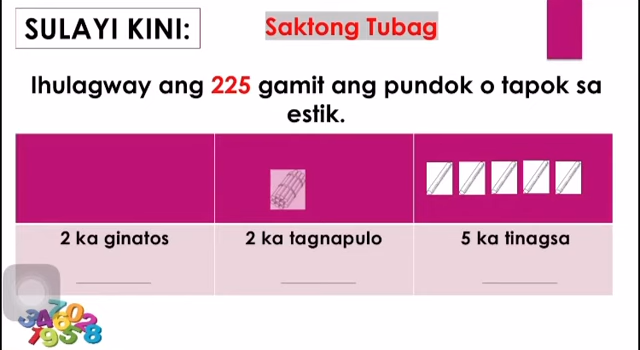 SULAYI KINI:
Saktong Tubag
Ihulagway ang 225 gamit ang pundok o tapok sa
estik.
2 ka ginatos
2 ka tagnapulo
5 ka tinagsa